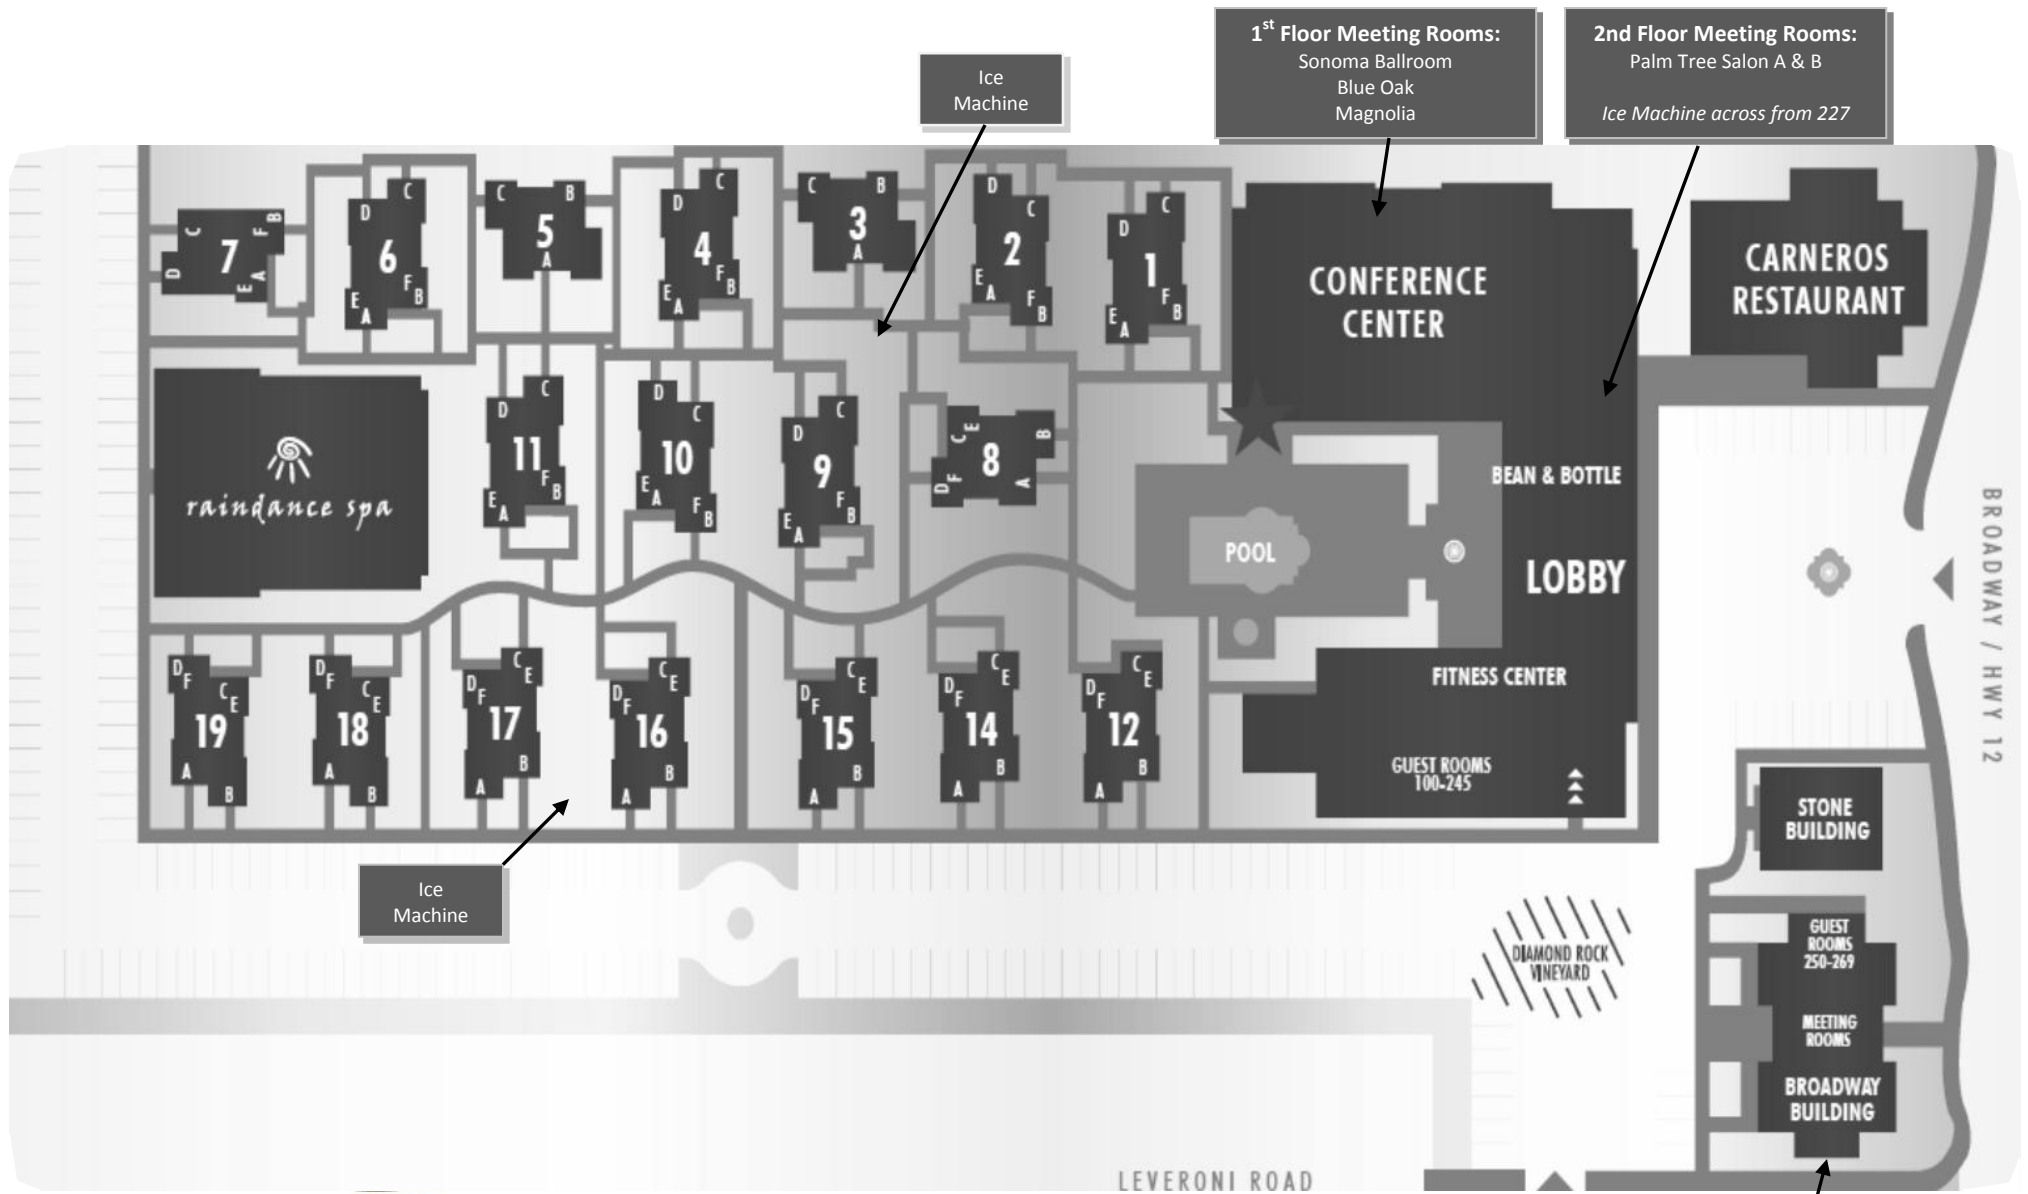 1st Floor Meeting Rooms:
Sonoma Ballroom
Blue Oak
Magnolia
2nd Floor Meeting Rooms:
Palm Tree Salon A & B
Ice Machine across from 227
Ice
Machine
C
B
F
D
A
E
7
C
D
6
F
E
B
A
C
B
5
A
C
D
4
F
E
B
A
C
B
3
A
D
C
2
E
A
F
B
C
D
1
F
E
B
A
CONFERENCE
CENTER
CARNEROS
RESTAURANT
raindance spa
C
D
11
F
E
B
A
D
C
10
E
A
F
B
C
D
9
F
E
B
A
C
E
B
8
D
F
A
BEAN & BOTTLE
POOL
LOBBY
BROADWAY / HWY 12
D
F
C
E
19
A
B
D
F
C
E
18
A
B
C
E
D
F
17
B
A
C
E
D
F
16
B
A
C
E
D
F
15
B
A
C
E
D
F
14
B
A
C
E
D
F
12
B
A
FITNESS CENTER
GUEST ROOMS
100-245
STONE
BUILDING
Ice
Machine
DIAMOND ROCK
VINEYARD
GUEST
ROOMS
250-269
MEETING
ROOMS
BROADWAY
BUILDING
LEVERONI ROAD